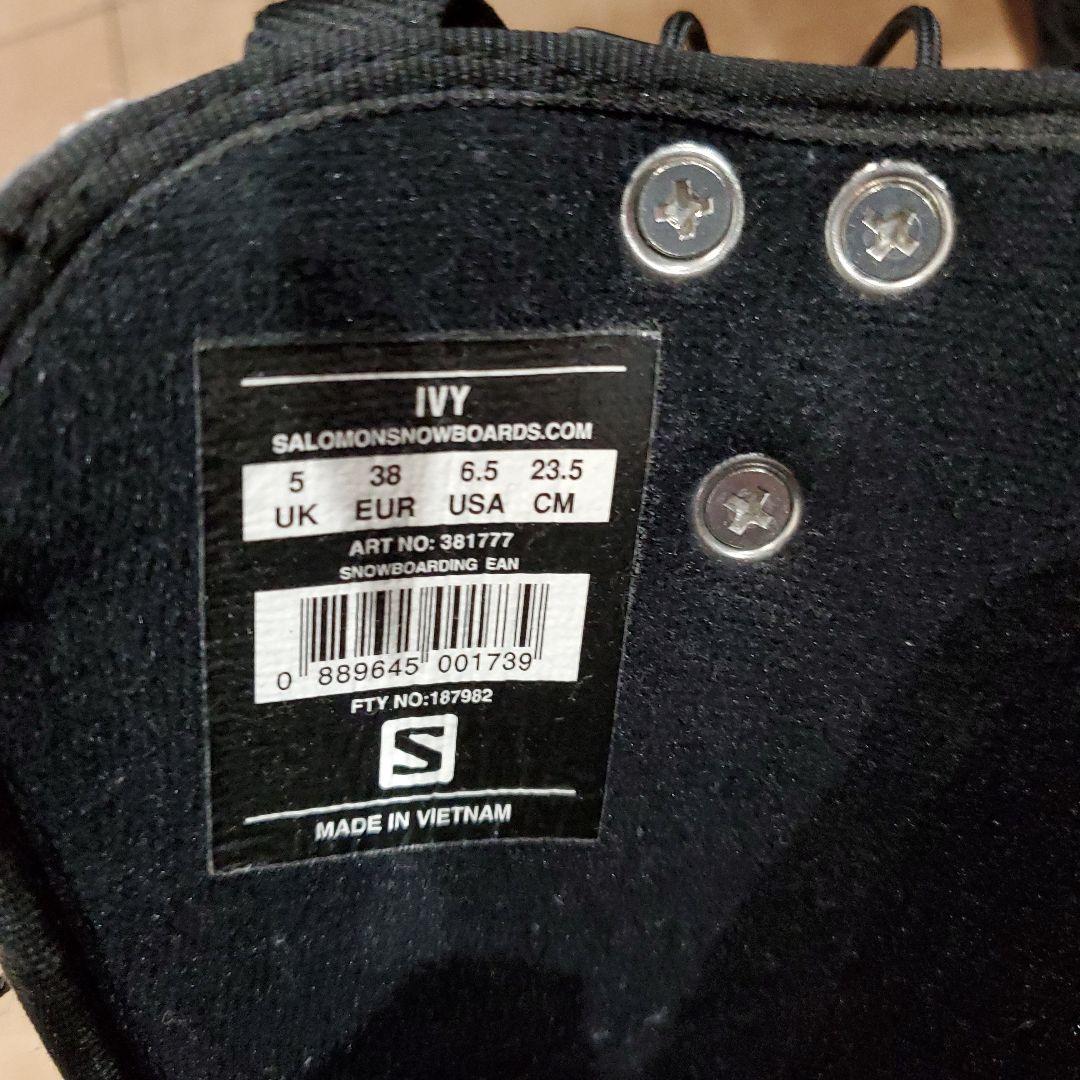 IVY
SALOMONSNOWBOARDS.COM
5 38 6.5 23.5
UK EUR USA CM
ART NO: 381777
SNOWBOARDING EAN
0 889645 001739
FTY NO:187982
S
MADE IN VIETNAM